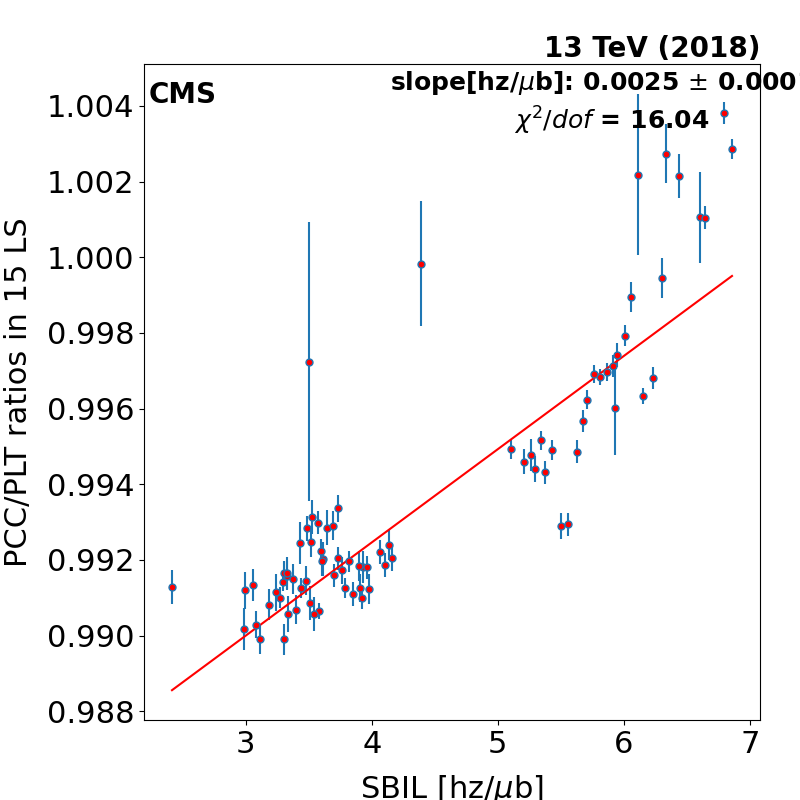 13 TeV (2018)
CMS
slope[hz/μb]: 0.0025 ± 0.000
χ²/dof = 16.04
PCC/PLT ratios in 15 LS
1.004
1.002
1.000
0.998
0.996
0.994
0.992
0.990
0.988
3 4 5 6 7
SBIL [hz/μb]